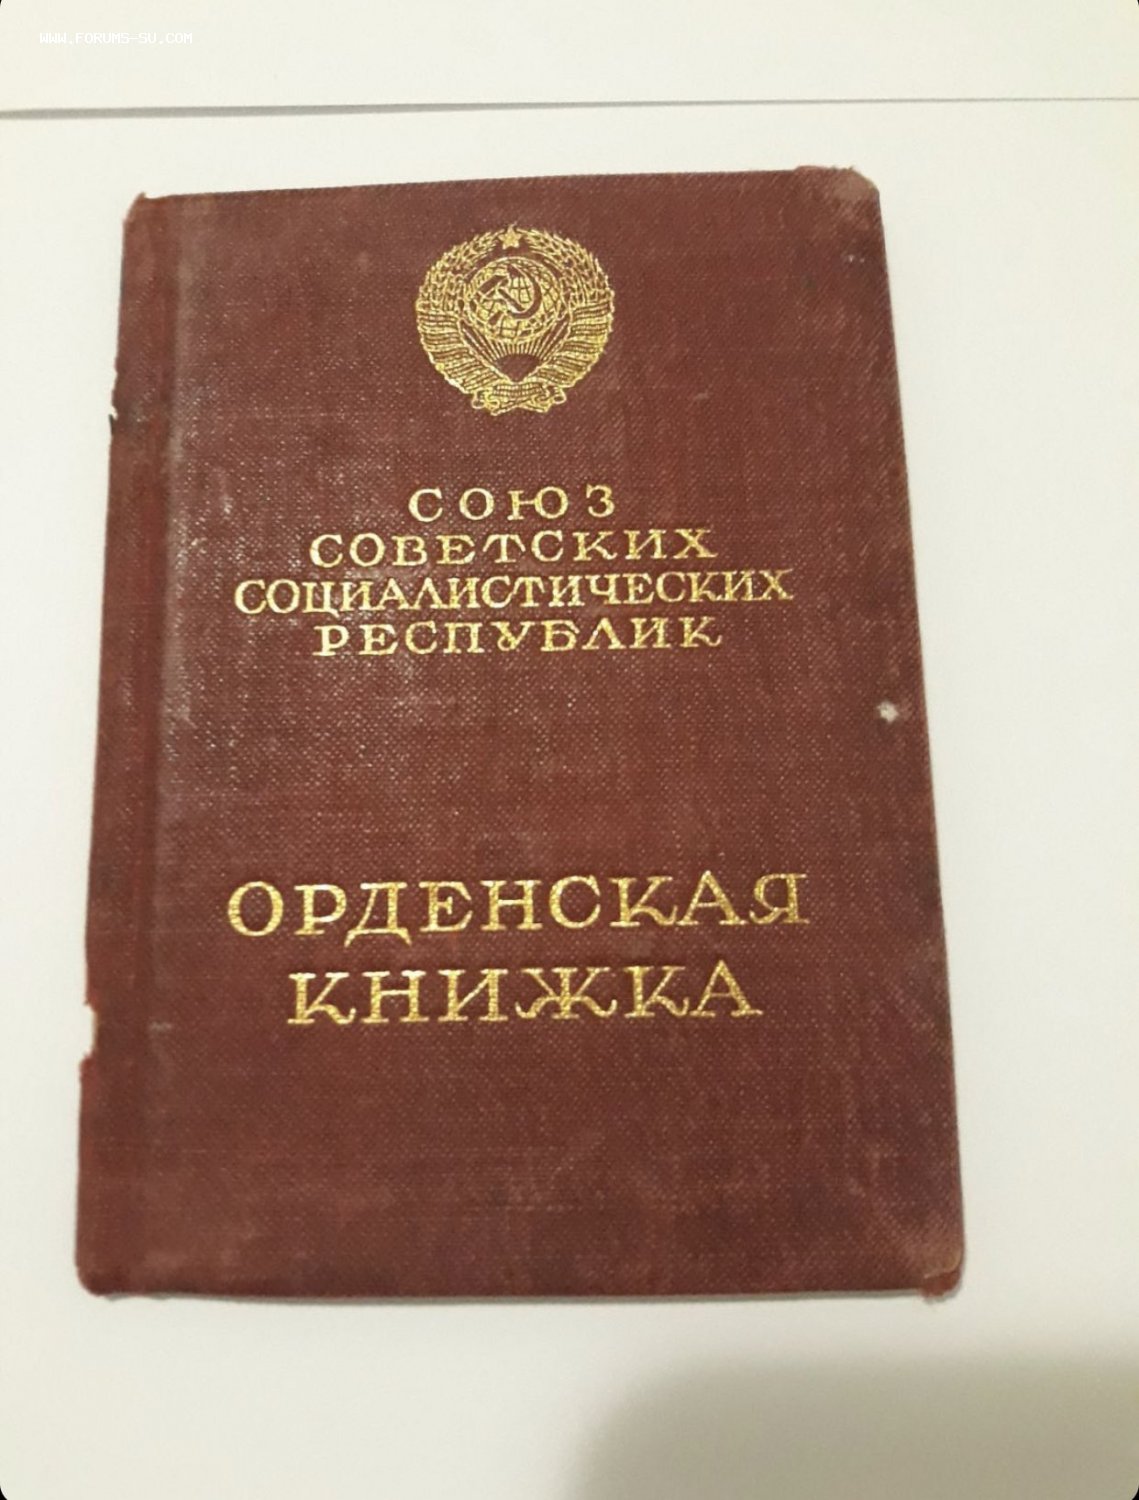 WWW.FORUMS-SU.COM
СОЮЗ
СОВЕТСКИХ
СОЦИАЛИСТИЧЕСКИХ
РЕСПУБЛИК
ОРДЕНСКАЯ
КНИЖКА